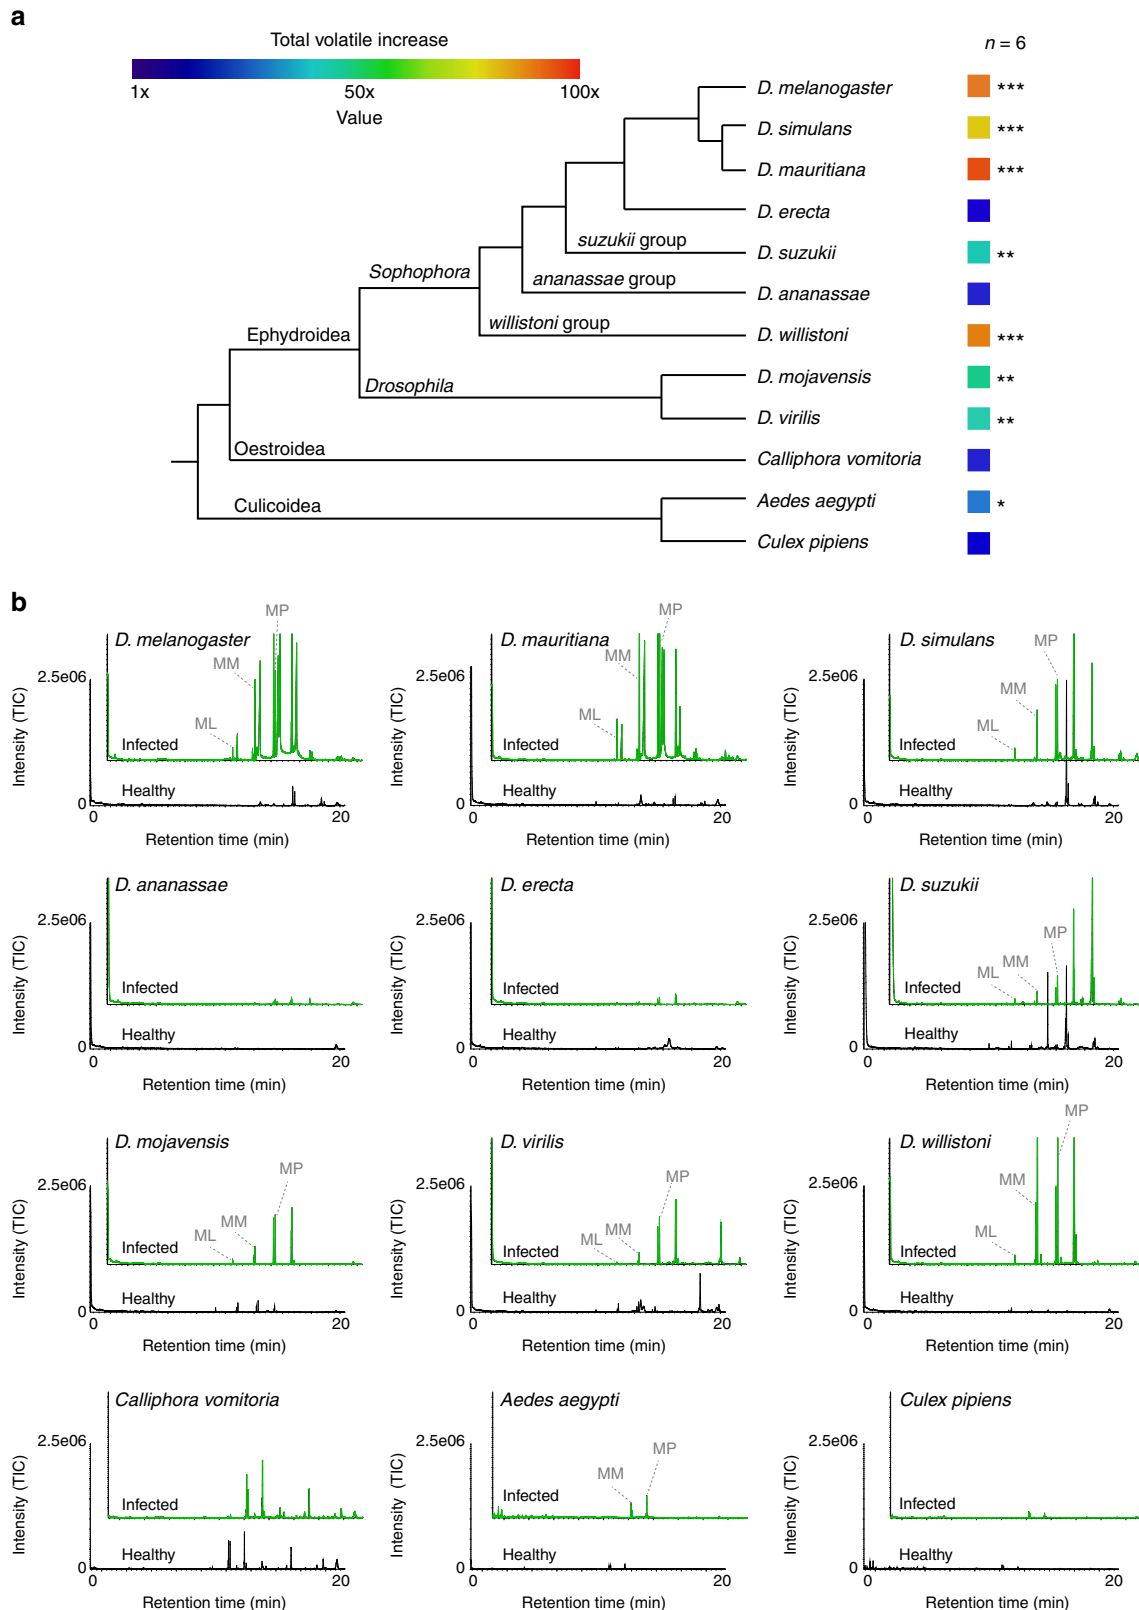 a
Total volatile increase
1x 50x 100x
Value
n = 6
D. melanogaster ***
D. simulans ***
D. mauritiana ***
D. erecta
suzukii group
D. suzukii **
Sophophora
ananassae group
D. ananassae
willistoni group
D. willistoni ***
Ephydroidea
D. mojavensis **
Drosophila
D. virilis **
Oestroidea
Calliphora vomitoria
Culicoidea
Aedes aegypti *
Culex pipiens
b
D. melanogaster
MP
MM
ML
Infected
Healthy
2.5e06
0
Intensity (TIC)
0 20
Retention time (min)
D. mauritiana
MP
MM
ML
Infected
Healthy
2.5e06
0
Intensity (TIC)
0 20
Retention time (min)
D. simulans
MP
MM
ML
Infected
Healthy
2.5e06
0
Intensity (TIC)
0 20
Retention time (min)
D. ananassae
Infected
Healthy
2.5e06
0
Intensity (TIC)
0 20
Retention time (min)
D. erecta
Infected
Healthy
2.5e06
0
Intensity (TIC)
0 20
Retention time (min)
D. suzukii
MP
MM
ML
Infected
Healthy
2.5e06
0
Intensity (TIC)
0 20
Retention time (min)
D. mojavensis
MP
MM
ML
Infected
Healthy
2.5e06
0
Intensity (TIC)
0 20
Retention time (min)
D. virilis
MP
MM
ML
Infected
Healthy
2.5e06
0
Intensity (TIC)
0 20
Retention time (min)
D. willistoni
MP
MM
ML
Infected
Healthy
2.5e06
0
Intensity (TIC)
0 20
Retention time (min)
Calliphora vomitoria
Infected
Healthy
2.5e06
0
Intensity (TIC)
0 20
Retention time (min)
Aedes aegypti
MP
MM
Infected
Healthy
2.5e06
0
Intensity (TIC)
0 20
Retention time (min)
Culex pipiens
Infected
Healthy
2.5e06
0
Intensity (TIC)
0 20
Retention time (min)